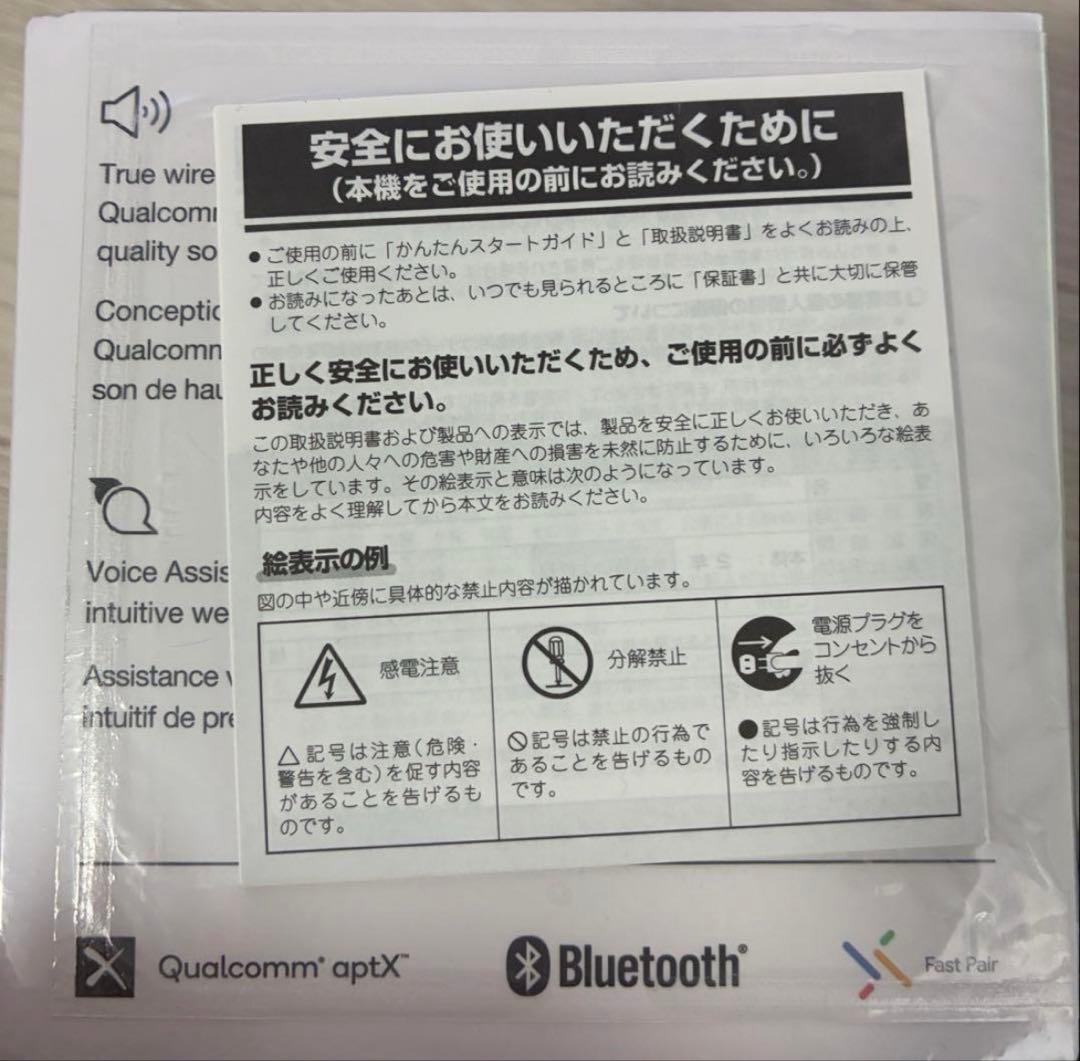 True wire
Qualcomm
quality so
Conceptio
Qualcomm
son de hau
Voice Assis
intuitive we
Assistance v
intuitif de pré
安全にお使いいただくために
（本機をご使用の前にお読みください。）
● ご使用の前に「かんたんスタートガイド」と「取扱説明書」をよくお読みの上、
正しくご使用ください。
● お読みになったあとは、いつでも見られるところに「保証書」と共に大切に保管
してください。
正しく安全にお使いいただくため、ご使用の前に必ずよく
お読みください。
この取扱説明書および製品への表示では、製品を安全に正しくお使いいただき、あ
なたや他の人々への危害や財産への損害を未然に防止するために、いろいろな絵表
示をしています。その絵表示と意味は次のようになっています。
内容をよく理解してから本文をお読みください。
絵表示の例
図の中や近傍に具体的な禁止内容が描かれています。
感電注意
△記号は注意（危険・
警告を含む）を促す内容
があることを告げるも
のです。
分解禁止
🚫記号は禁止の行為で
あることを告げるもの
です。
電源プラグを
コンセントから
抜く
●記号は行為を強制し
たり指示したりする内
容を告げるものです。
Qualcomm® aptX™
Bluetooth®
Fast Pair